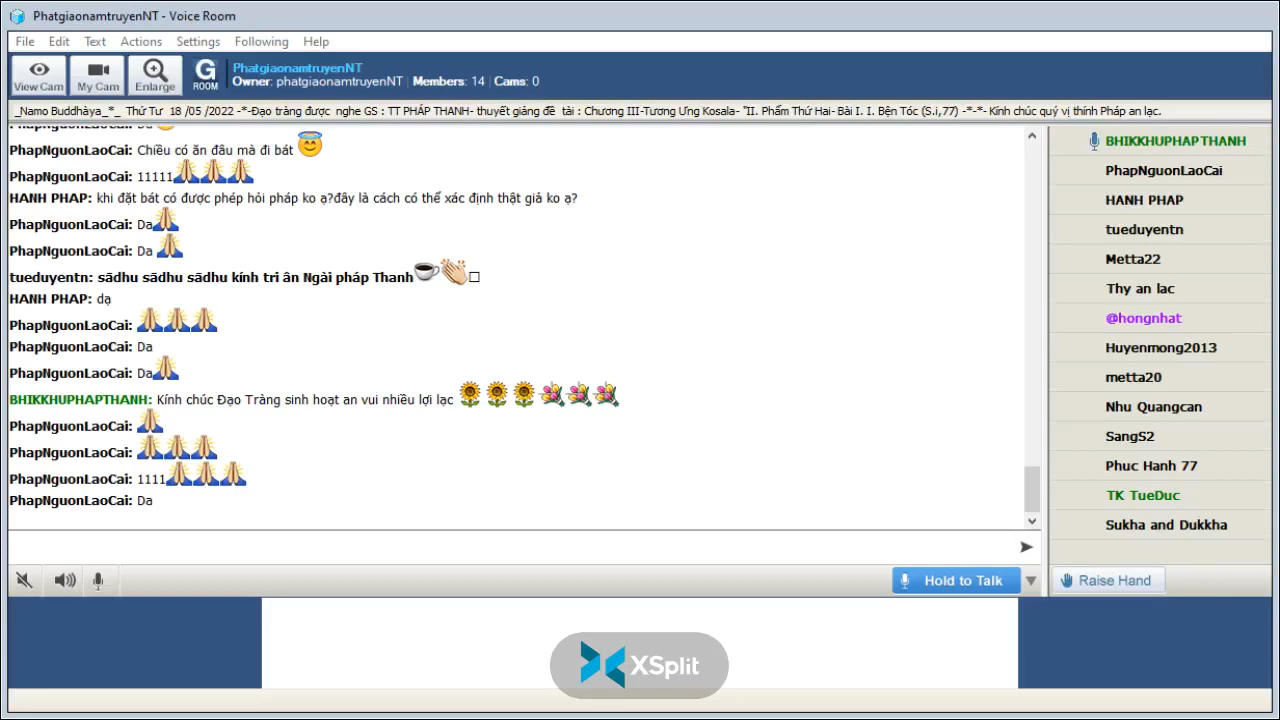 PhatgiaonamtruyenNT - Voice Room
File Edit Text Actions Settings Following Help
View Cam
My Cam
Enlarge
G ROOM
PhatgiaonamtruyenNT
Owner: phatgiaonamtruyenNT | Members: 14 | Cams: 0
_Namo Buddhàya_*_ Thứ Tư 18 /05 /2022 -*-Đạo tràng được nghe GS : TT PHÁP THANH- thuyết giảng đề tài : Chương III-Tương Ưng Kosala- "II. Phẩm Thứ Hai- Bài I. I. Bện Tóc (S.i,77) -*-*- Kính chúc quý vị thính Pháp an lạc.
PhapNguonLaoCai: Da
PhapNguonLaoCai: Chiều có ăn đâu mà đi bát
PhapNguonLaoCai: 11111
HANH PHAP: khi đặt bát có được phép hỏi pháp ko ạ?đây là cách có thể xác định thật giả ko ạ?
PhapNguonLaoCai: Da
PhapNguonLaoCai: Da
tueduyentn: sādhu sādhu sādhu kính tri ân Ngài pháp Thanh
HANH PHAP: dạ
PhapNguonLaoCai:
PhapNguonLaoCai: Da
PhapNguonLaoCai: Da
BHIKKHUPHAPTHANH: Kính chúc Đạo Tràng sinh hoạt an vui nhiều lợi lạc
PhapNguonLaoCai:
PhapNguonLaoCai:
PhapNguonLaoCai: 1111
PhapNguonLaoCai: Da
BHIKKHUPHAPTHANH
PhapNguonLaoCai
HANH PHAP
tueduyentn
Metta22
Thy an lac
@hongnhat
Huyenmong2013
metta20
Nhu Quangcan
SangS2
Phuc Hanh 77
TK TueDuc
Sukha and Dukkha
Hold to Talk
Raise Hand
XSplit